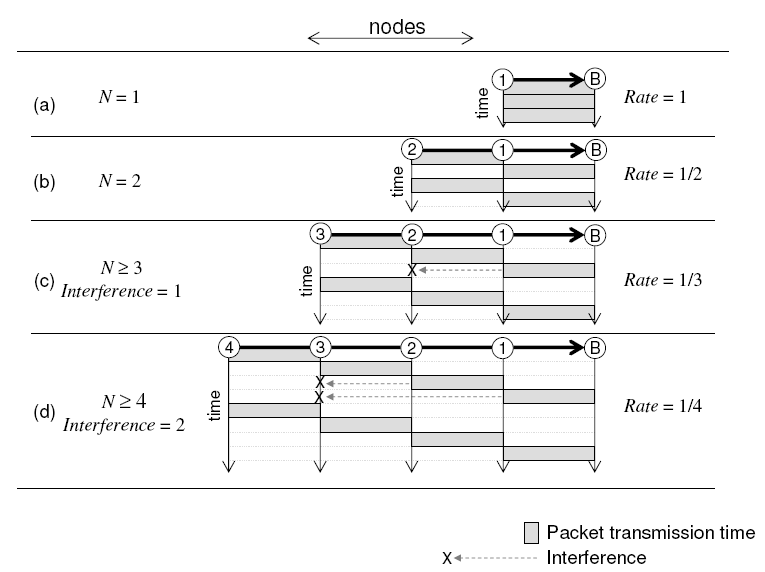 nodes
(a) N = 1 time 1 B Rate = 1
(b) N = 2 time 2 1 B Rate = 1/2
(c) N ≥ 3 Interference = 1 time 3 2 1 B X Rate = 1/3
(d) N ≥ 4 Interference = 2 time 4 3 2 1 B X X Rate = 1/4
Packet transmission time
X Interference